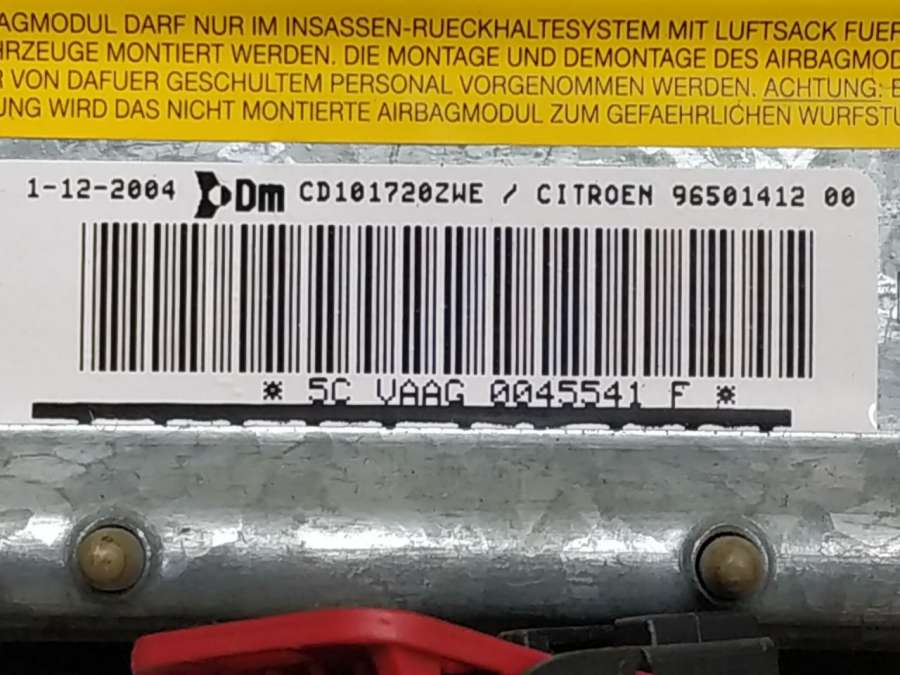 AGMODUL DARF NUR IM INSASSEN-RUECKHALTESYSTEM MIT LUFTSACK FUER
HRZEUGE MONTIERT WERDEN. DIE MONTAGE UND DEMONTAGE DES AIRBAGMOD
R VON DAFUER GESCHULTEM PERSONAL VORGENOMMEN WERDEN. ACHTUNG: E
UNG WIRD DAS NICHT MONTIERTE AIRBAGMODUL ZUM GEFAEHRLICHEN WURFSTU
1-12-2004 Dm CD101720ZWE / CITROEN 96501412 00
* 5C VAAG 0045541 F *